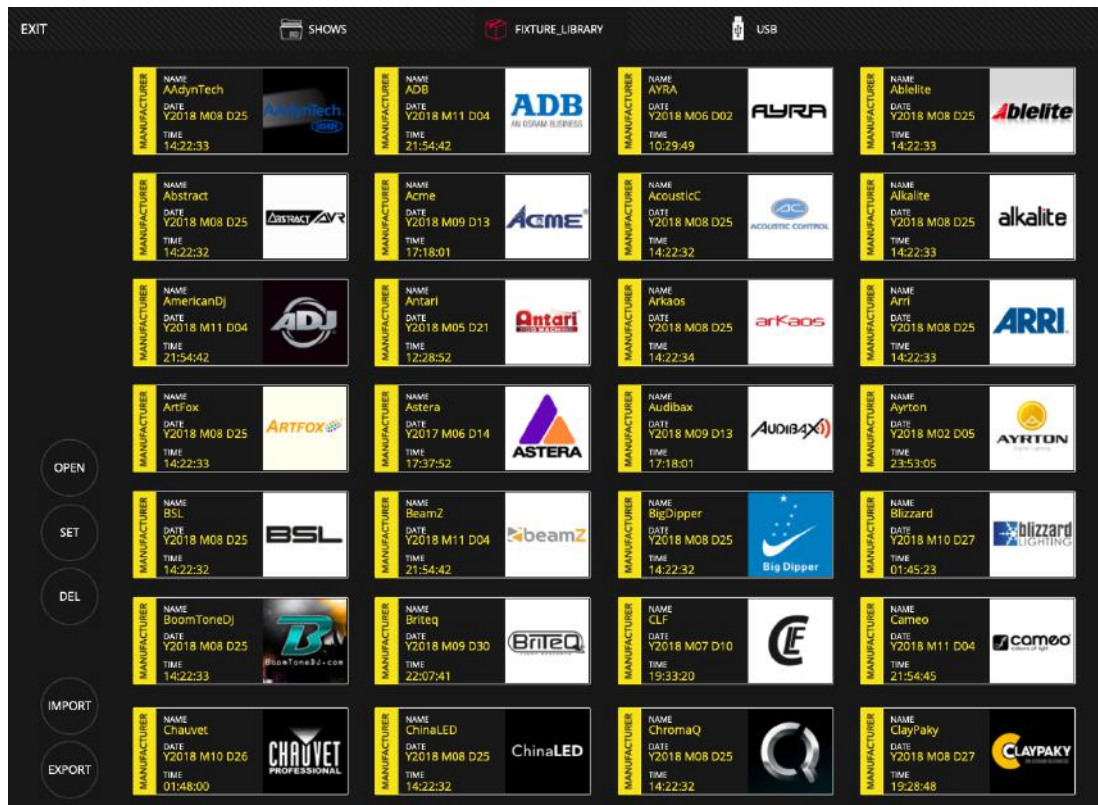 EXIT
SHOWS
FIXTURE_LIBRARY
USB
MANUFACTURER
NAME
AAdynTech
DATE
Y2018 M08 D25
TIME
14:22:33
AAdynTech
MANUFACTURER
NAME
ADB
DATE
Y2018 M11 D04
TIME
21:54:42
ADB
AN OSRAM BUSINESS
MANUFACTURER
NAME
AYRA
DATE
Y2018 M06 D02
TIME
10:29:49
AYRA
MANUFACTURER
NAME
Ablelite
DATE
Y2018 M08 D25
TIME
14:22:33
Ablelite
MANUFACTURER
NAME
Abstract
DATE
Y2018 M08 D25
TIME
14:22:32
ABSTRACT AVR
MANUFACTURER
NAME
Acme
DATE
Y2018 M09 D13
TIME
17:18:01
ACME
MANUFACTURER
NAME
AcousticC
DATE
Y2018 M08 D25
TIME
14:22:32
AC
ACOUSTIC CONTROL
MANUFACTURER
NAME
Alkalite
DATE
Y2018 M08 D25
TIME
14:22:33
alkalite
MANUFACTURER
NAME
AmericanDj
DATE
Y2018 M11 D04
TIME
21:54:42
ADJ
MANUFACTURER
NAME
Antari
DATE
Y2018 M05 D21
TIME
12:28:52
Antari
MANUFACTURER
NAME
Arkaos
DATE
Y2018 M08 D25
TIME
14:22:34
arKaos
MANUFACTURER
NAME
Arri
DATE
Y2018 M08 D25
TIME
14:22:33
ARRI
MANUFACTURER
NAME
ArtFox
DATE
Y2018 M08 D25
TIME
14:22:33
ARTFOX
MANUFACTURER
NAME
Astera
DATE
Y2017 M06 D14
TIME
17:37:52
ASTERA
MANUFACTURER
NAME
Audibax
DATE
Y2018 M09 D13
TIME
17:18:01
AUDIBAX
MANUFACTURER
NAME
Ayrton
DATE
Y2018 M02 D05
TIME
23:53:05
AYRTON
OPEN
SET
DEL
MANUFACTURER
NAME
BSL
DATE
Y2018 M08 D25
TIME
14:22:32
BSL
MANUFACTURER
NAME
BeamZ
DATE
Y2018 M11 D04
TIME
21:54:42
beamZ
MANUFACTURER
NAME
BigDipper
DATE
Y2018 M08 D25
TIME
14:22:32
Big Dipper
MANUFACTURER
NAME
Blizzard
DATE
Y2018 M10 D27
TIME
01:45:23
blizzard
LIGHTING
MANUFACTURER
NAME
BoomToneDj
DATE
Y2018 M08 D25
TIME
14:22:33
BoomToneDJ.com
MANUFACTURER
NAME
Briteq
DATE
Y2018 M09 D30
TIME
22:07:41
BRITEQ
MANUFACTURER
NAME
CLF
DATE
Y2018 M07 D10
TIME
19:33:20
CLF
MANUFACTURER
NAME
Cameo
DATE
Y2018 M11 D04
TIME
21:54:45
cameo
IMPORT
EXPORT
MANUFACTURER
NAME
Chauvet
DATE
Y2018 M10 D26
TIME
01:48:00
CHAUVET
PROFESSIONAL
MANUFACTURER
NAME
ChinaLED
DATE
Y2018 M08 D25
TIME
14:22:32
ChinaLED
MANUFACTURER
NAME
ChromaQ
DATE
Y2018 M08 D25
TIME
14:22:32
MANUFACTURER
NAME
ClayPaky
DATE
Y2018 M08 D27
TIME
19:28:48
CLAYPAKY
AN OSRAM BUSINESS